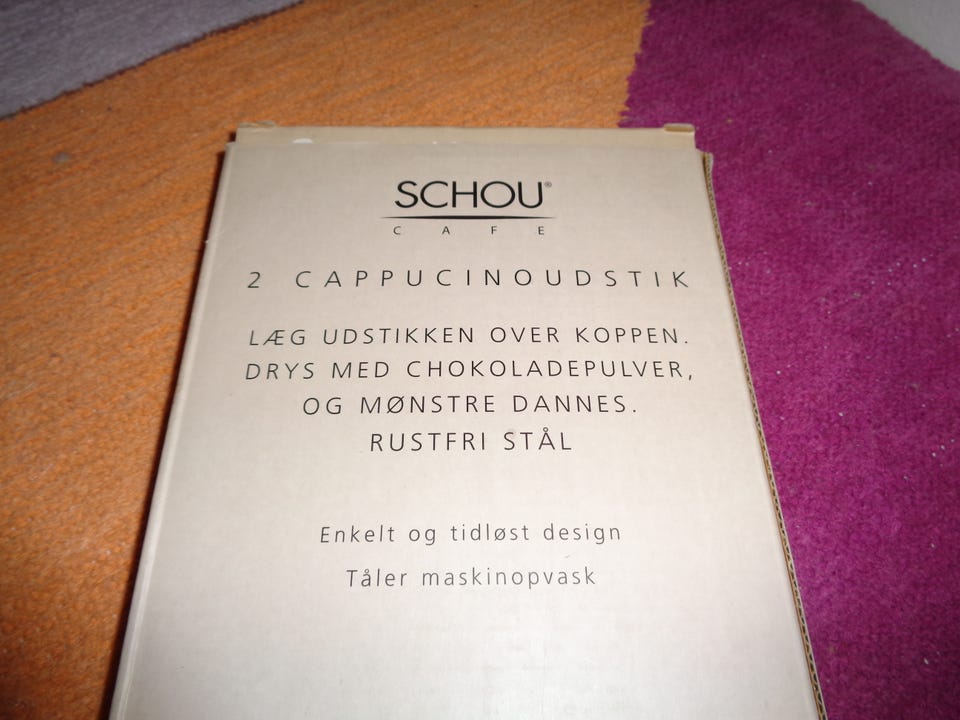 SCHOU®
CAFE
2 CAPPUCINOUDSTIK
LÆG UDSTIKKEN OVER KOPPEN.
DRYS MED CHOKOLADEPULVER,
OG MØNSTRE DANNES.
RUSTFRI STÅL
Enkelt og tidløst design
Tåler maskinopvask